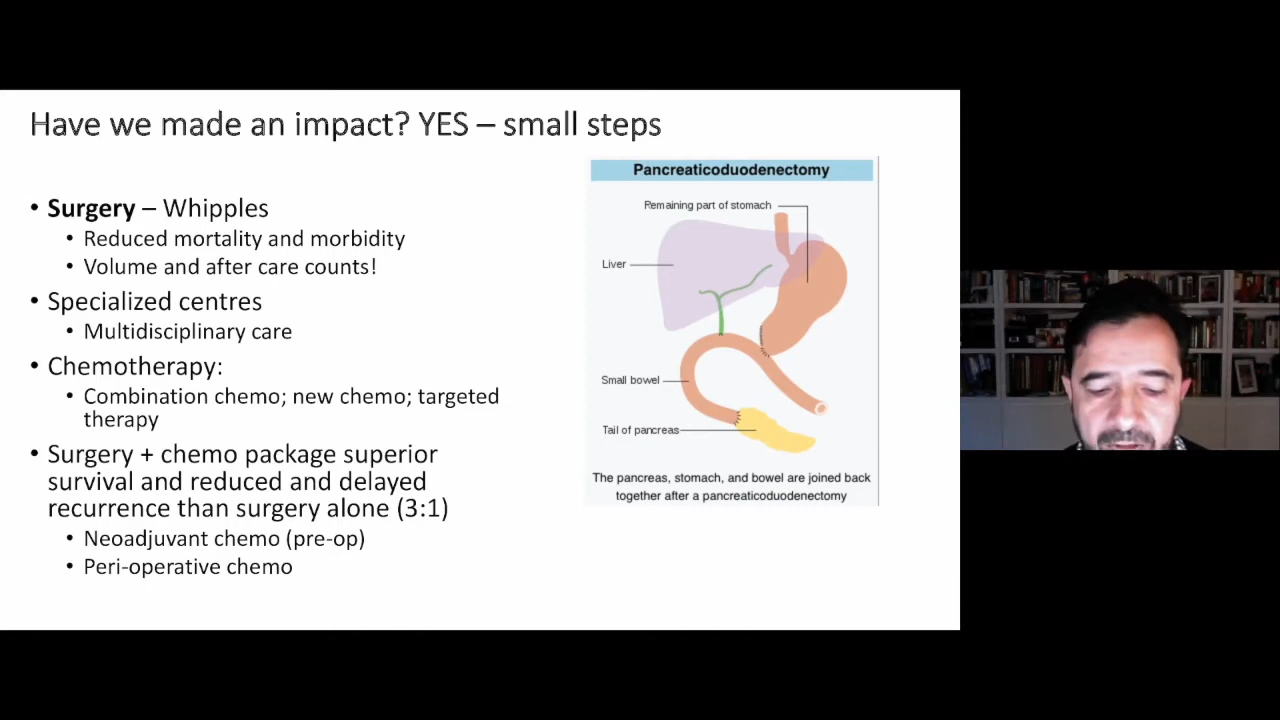 Have we made an impact? YES – small steps
• Surgery – Whipples
• Reduced mortality and morbidity
• Volume and after care counts!
• Specialized centres
• Multidisciplinary care
• Chemotherapy:
• Combination chemo; new chemo; targeted
therapy
• Surgery + chemo package superior
survival and reduced and delayed
recurrence than surgery alone (3:1)
• Neoadjuvant chemo (pre-op)
• Peri-operative chemo
Pancreaticoduodenectomy
Remaining part of stomach
Liver
Small bowel
Tail of pancreas
The pancreas, stomach, and bowel are joined back
together after a pancreaticoduodenectomy